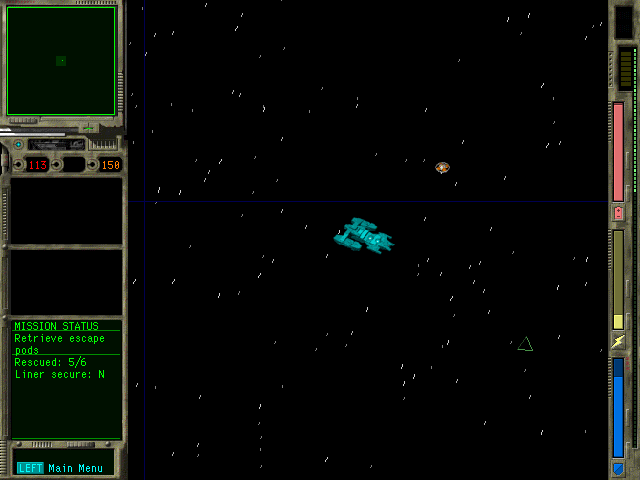 113
150
MISSION STATUS
Retrieve escape
pods
Rescued: 5/6
Liner secure: N
LEFT Main Menu